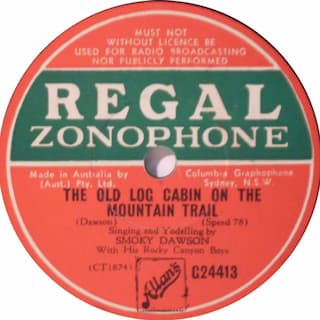 MUST NOT
WITHOUT LICENCE BE
USED FOR RADIO BROADCASTING
NOR PUBLICLY PERFORMED
REGAL
ZONOPHONE
Made in Australia by Columbia Graphophone
(Aust.) Pty. Ltd. Sydney, N.S.W.
THE OLD LOG CABIN ON THE
MOUNTAIN TRAIL
(Dawson) (Speed 78)
Singing and Yodelling by
SMOKY DAWSON
With His Rocky Canyon Boys
(CT1874) Allan's G24413